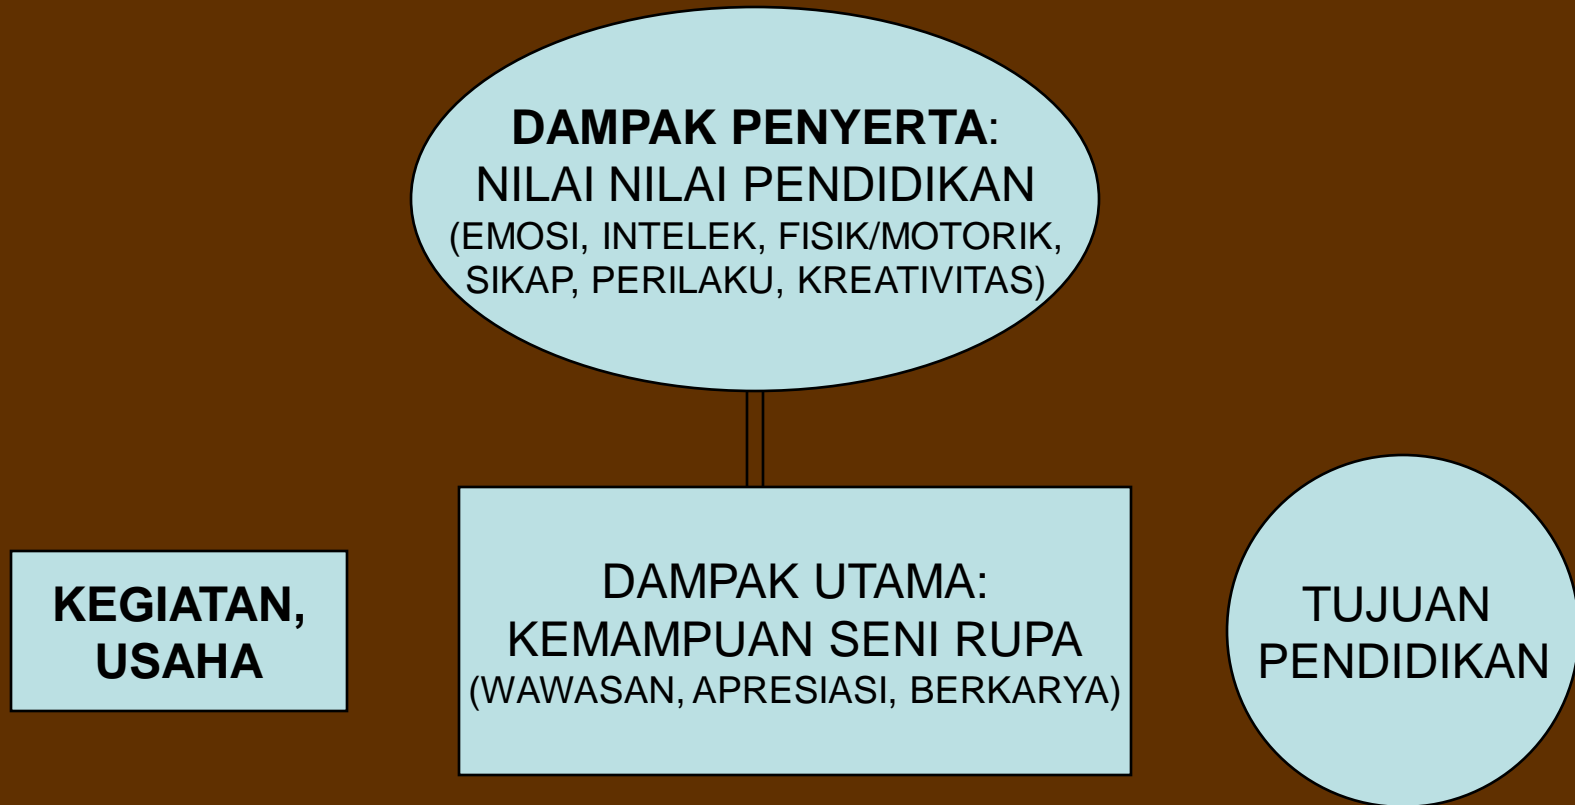 DAMPAK PENYERTA:
NILAI NILAI PENDIDIKAN
(EMOSI, INTELEK, FISIK/MOTORIK,
SIKAP, PERILAKU, KREATIVITAS)
KEGIATAN,
USAHA
DAMPAK UTAMA:
KEMAMPUAN SENI RUPA
(WAWASAN, APRESIASI, BERKARYA)
TUJUAN
PENDIDIKAN